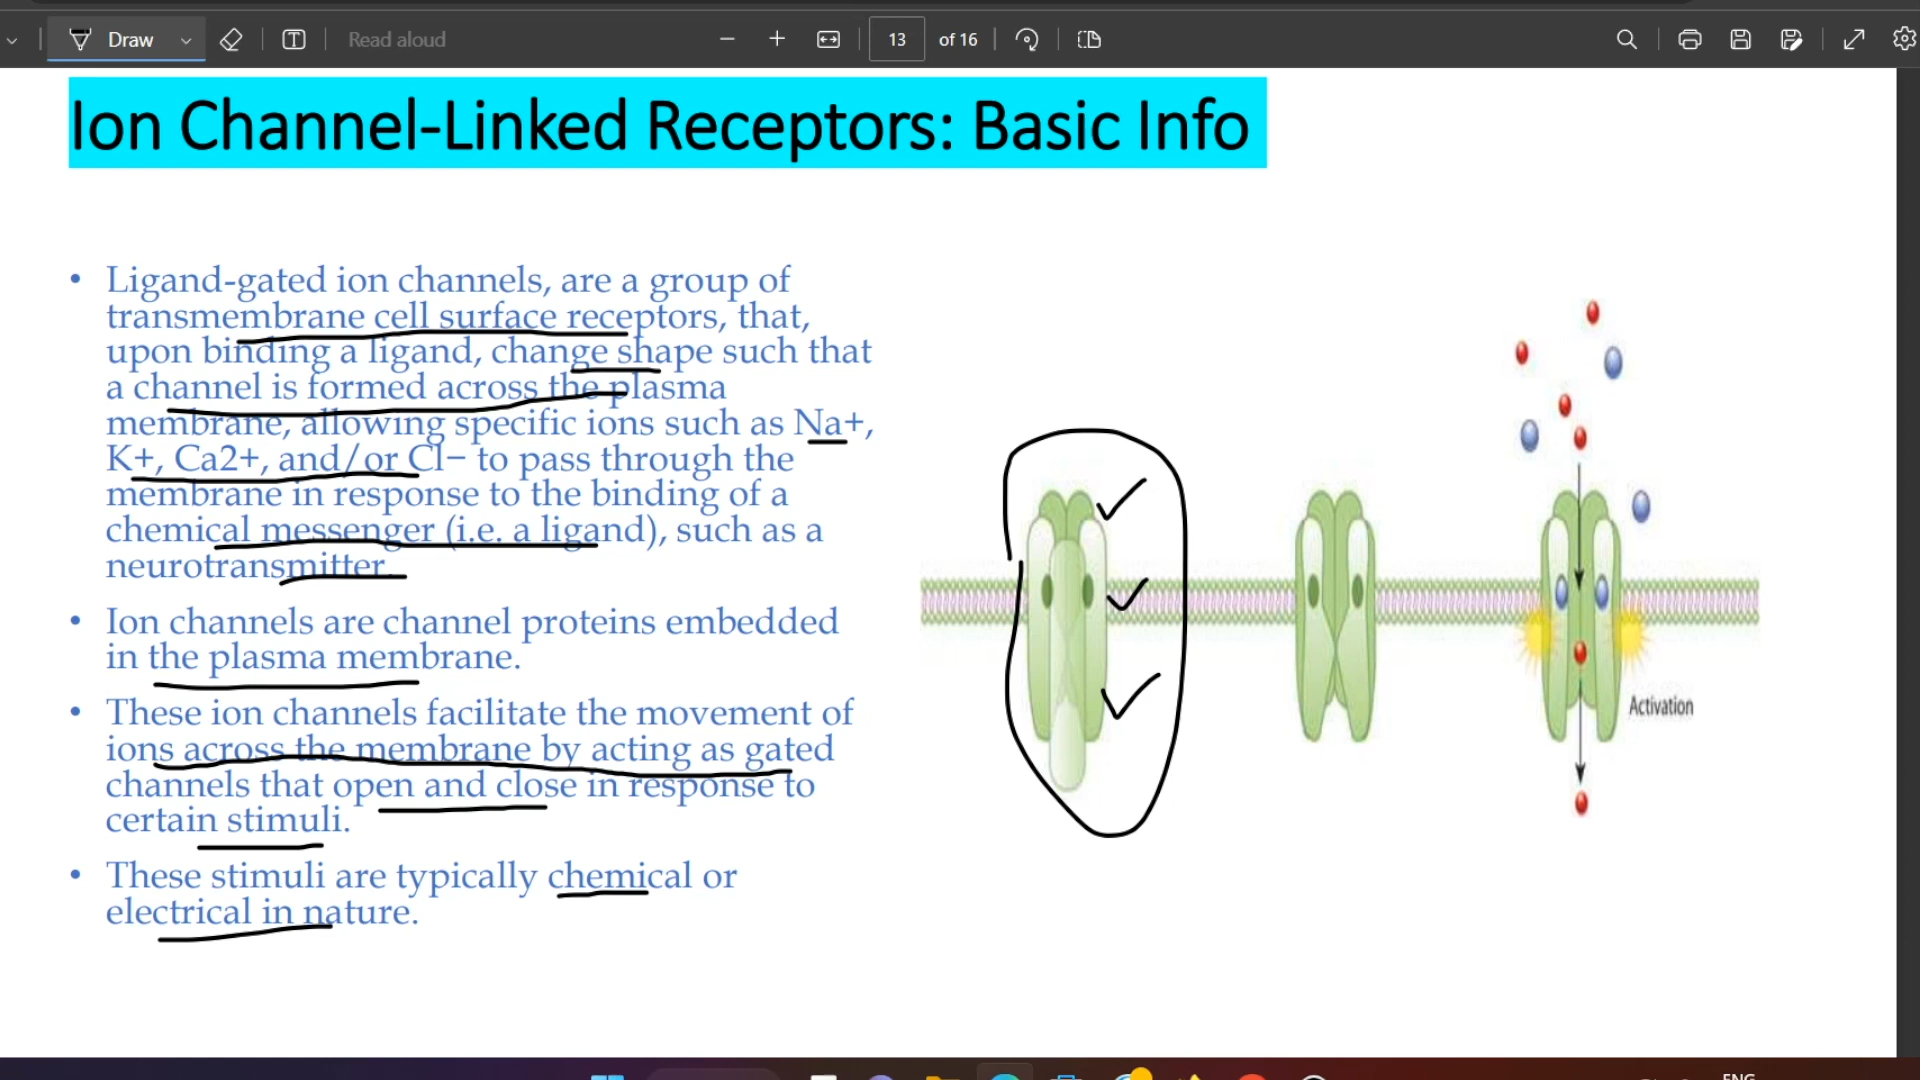 Draw
Read aloud
13
of 16
Ion Channel-Linked Receptors: Basic Info
• Ligand-gated ion channels, are a group of
transmembrane cell surface receptors, that,
upon binding a ligand, change shape such that
a channel is formed across the plasma
membrane, allowing specific ions such as Na+,
K+, Ca2+, and/or Cl− to pass through the
membrane in response to the binding of a
chemical messenger (i.e. a ligand), such as a
neurotransmitter.
• Ion channels are channel proteins embedded
in the plasma membrane.
• These ion channels facilitate the movement of
ions across the membrane by acting as gated
channels that open and close in response to
certain stimuli.
• These stimuli are typically chemical or
electrical in nature.
Activation
ENG